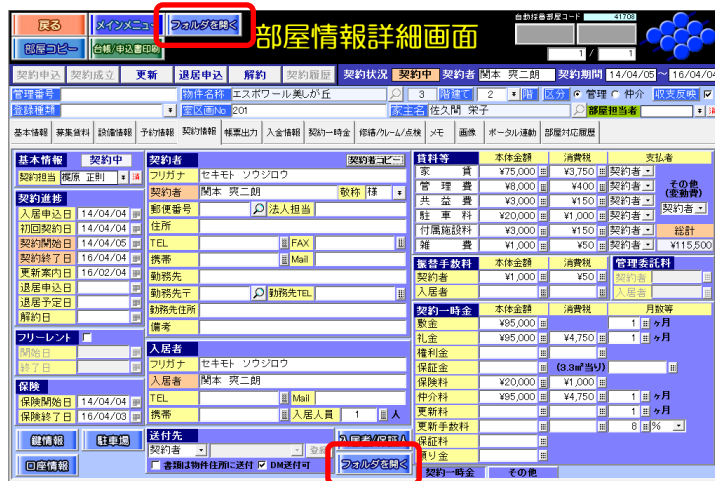 戻る メインメニュー フォルダを開く 部屋情報詳細画面 自動採番部屋コード 41708
部屋コピー 台帳/申込書印刷 1 / 1
契約申込 契約成立 更新 退居申込 解約 契約履歴 契約状況 契約中 契約者 関本 爽二朗 契約期間 14/04/05 ～ 16/04/04
管理番号 物件名称 エスポワール美しが丘 3 階建て 2 階 区分 管理 仲介 収支反映
登録種類 室区画No 201 家主名 佐久間 栄子 部屋担当者 消
基本情報 募集賃料 設備情報 予約情報 契約情報 帳票出力 入金情報 契約一時金 修繕/クレーム/点検 メモ 画像 ポータル連動 部屋対応履歴
基本情報 契約中
契約担当 梶原 正則 消
契約進捗
入居申込日 14/04/04
初回契約日 14/04/04
契約開始日 14/04/05
契約終了日 16/04/04
更新案内日 16/02/04
退居申込日
退居予定日
解約日
フリーレント
開始日
終了日
保険
保険開始日 14/04/04
保険終了日 16/04/03
鍵情報 駐車場
口座情報
契約者 契約者コピー
フリガナ セキモト ソウジロウ
契約者 関本 爽二朗 敬称 様
郵便番号 法人担当
住所
TEL FAX
携帯 Mail
勤務先
勤務先〒 勤務先TEL
勤務先住所
備考
入居者
フリガナ セキモト ソウジロウ
入居者 関本 爽二朗
TEL Mail
携帯 入居人員 1 人
送付先 入居者/保証人
契約者 登録
書類は物件住所に送付 DM送付可 フォルダを開く
賃料等 本体金額 消費税 支払者
家賃 ¥75,000 ¥3,750 契約者
管理費 ¥8,000 ¥400 契約者 その他(変動費)
共益費 ¥3,000 ¥150 契約者 契約者
駐車料 ¥20,000 ¥1,000 契約者
付属施設料 ¥3,000 ¥150 契約者 総計
雑費 ¥1,000 ¥50 契約者 ¥115,500
振替手数料 本体金額 消費税 管理委託料
契約者 ¥1,000 ¥50 契約者
入居者 入居者
契約一時金 本体金額 消費税 月数等
敷金 ¥95,000 1 ヶ月
礼金 ¥95,000 ¥4,750 1 ヶ月
権利金
保証金 (3.3㎡当り)
保険料 ¥20,000 ¥1,000
仲介料 ¥95,000 ¥4,750 1 ヶ月
更新料 1 ヶ月
更新手数料 8 %
保証料
預り金
契約一時金 その他